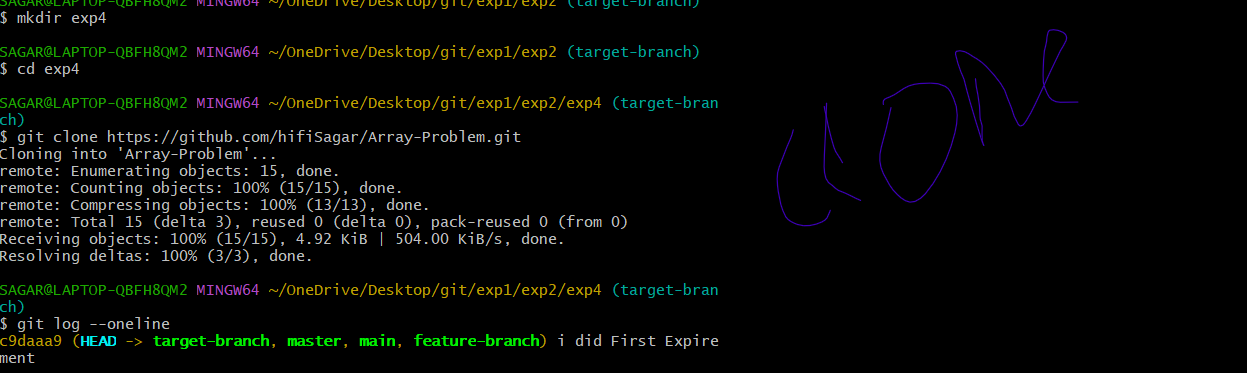 SAGAR@LAPTOP-QBFH8QM2 MINGW64 ~/OneDrive/Desktop/git/exp1/exp2 (target-branch)
$ mkdir exp4
SAGAR@LAPTOP-QBFH8QM2 MINGW64 ~/OneDrive/Desktop/git/exp1/exp2 (target-branch)
$ cd exp4
SAGAR@LAPTOP-QBFH8QM2 MINGW64 ~/OneDrive/Desktop/git/exp1/exp2/exp4 (target-bran
ch)
$ git clone https://github.com/hifiSagar/Array-Problem.git
Cloning into 'Array-Problem'...
remote: Enumerating objects: 15, done.
remote: Counting objects: 100% (15/15), done.
remote: Compressing objects: 100% (13/13), done.
remote: Total 15 (delta 3), reused 0 (delta 0), pack-reused 0 (from 0)
Receiving objects: 100% (15/15), 4.92 KiB | 504.00 KiB/s, done.
Resolving deltas: 100% (3/3), done.
SAGAR@LAPTOP-QBFH8QM2 MINGW64 ~/OneDrive/Desktop/git/exp1/exp2/exp4 (target-bran
ch)
$ git log --oneline
c9daaa9 (HEAD -> target-branch, master, main, feature-branch) i did First Expire
ment